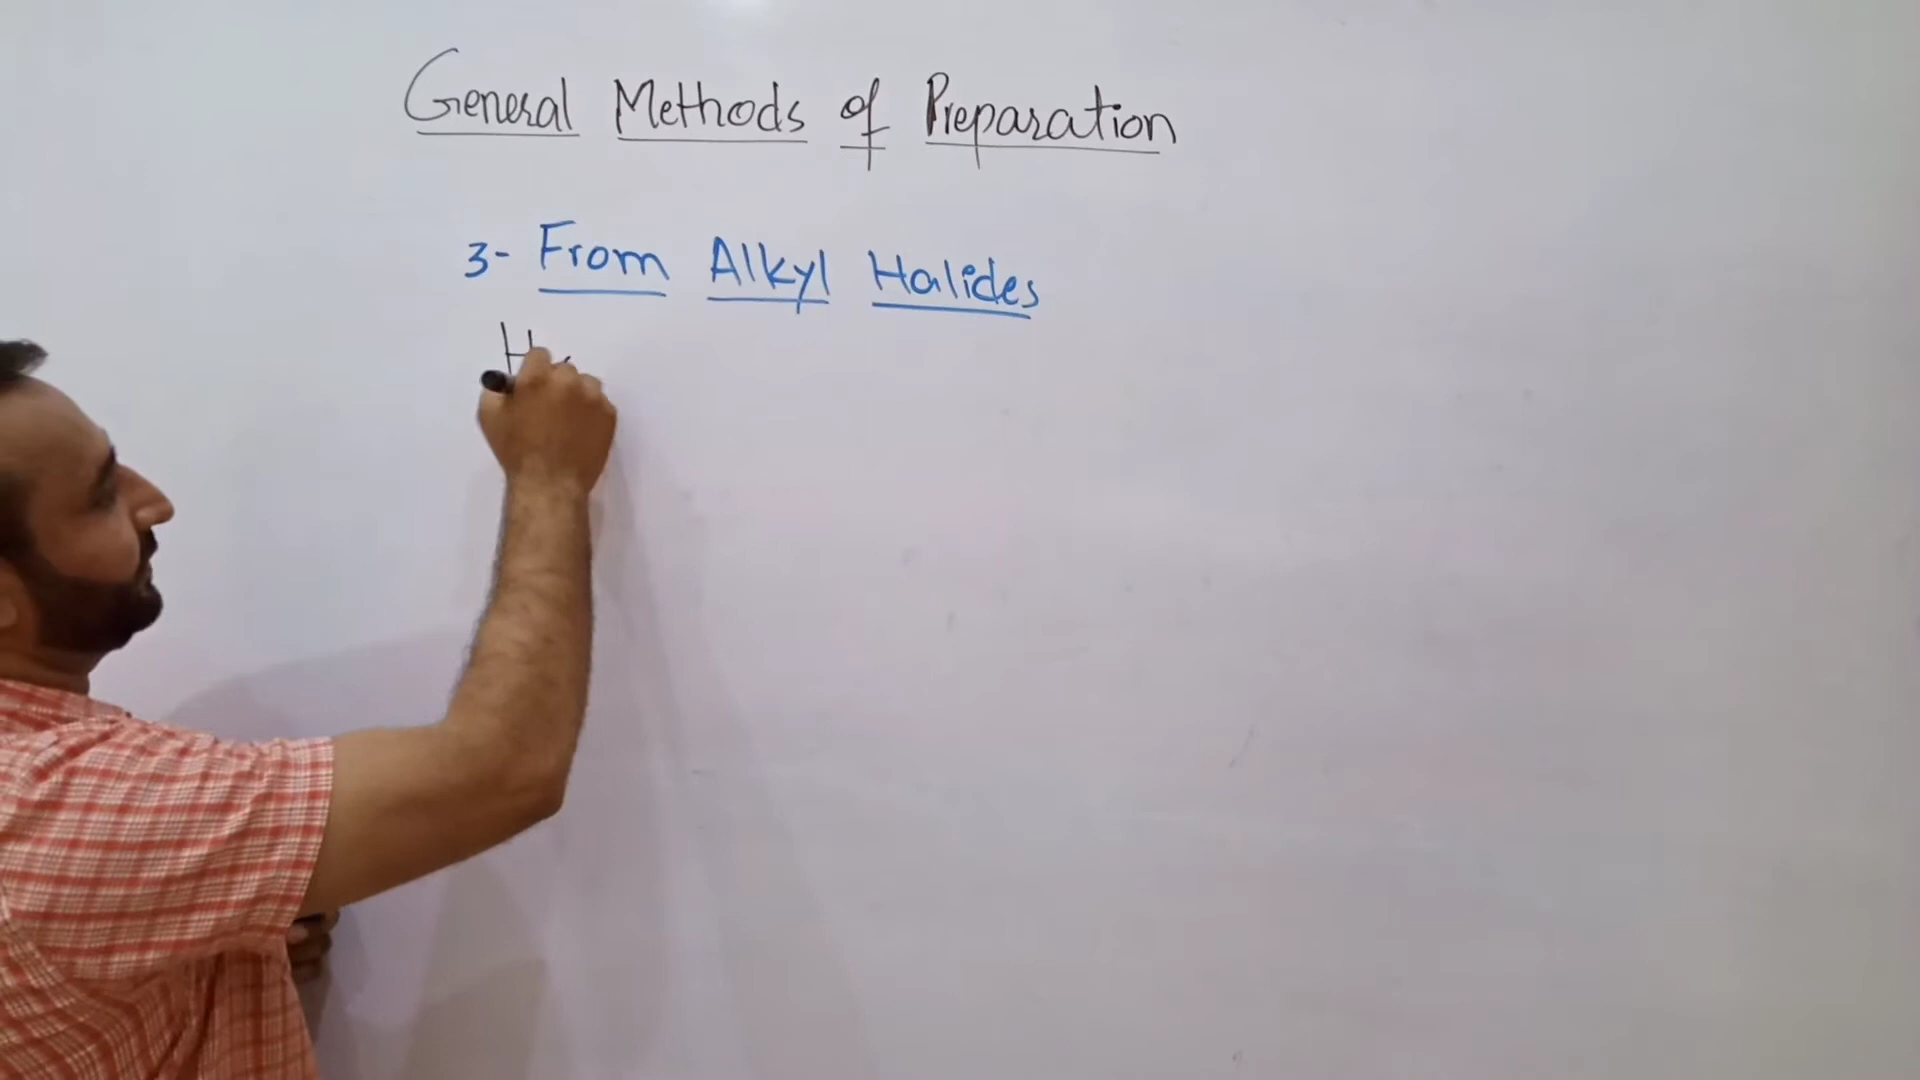 General Methods of Preparation
3- From Alkyl Halides
H